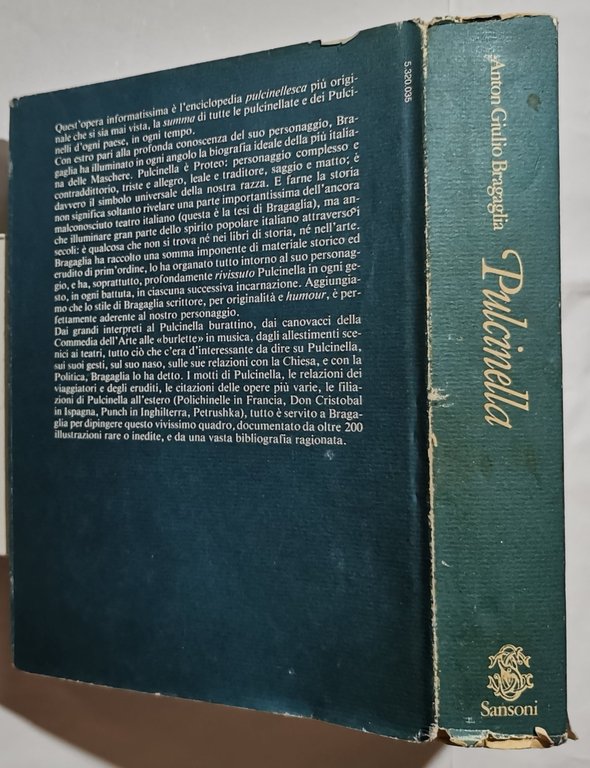 Quest'opera informatissima è l'enciclopedia pulcinellesca più origi-
nale che si sia mai vista, la summa di tutte le pulcinellate e dei Pulci-
nelli d'ogni paese, in ogni tempo.
Con estro pari alla profonda conoscenza del suo personaggio, Bra-
gaglia ha illuminato in ogni angolo la biografia ideale della più italia-
na delle Maschere. Pulcinella è Proteo: personaggio complesso e
contraddittorio, triste e allegro, leale e traditore, saggio e matto; è
davvero il simbolo universale della nostra razza. E farne la storia
non significa soltanto rivelare una parte importantissima dell'ancora
malconosciuto teatro italiano (questa è la tesi di Bragaglia), ma an-
che illuminare gran parte dello spirito popolare italiano attraverso i
secoli: è qualcosa che non si trova né nei libri di storia, né nell'arte.
Bragaglia ha raccolto una somma imponente di materiale storico ed
erudito di prim'ordine, lo ha organato tutto intorno al suo personag-
gio, e ha, soprattutto, profondamente rivissuto Pulcinella in ogni ge-
sto, in ogni battuta, in ciascuna successiva incarnazione. Aggiungia-
mo che lo stile di Bragaglia scrittore, per originalità e humour, è per-
fettamente aderente al nostro personaggio.
Dai grandi interpreti al Pulcinella burattino, dai canovacci della
Commedia dell'Arte alle «burlette» in musica, dagli allestimenti sce-
nici ai teatri, tutto ciò che c'era d'interessante da dire su Pulcinella,
sui suoi gesti, sul suo naso, sulle sue relazioni con la Chiesa, e con la
Politica, Bragaglia lo ha detto. I motti di Pulcinella, le relazioni dei
viaggiatori e degli eruditi, le citazioni delle opere più varie, le filia-
zioni di Pulcinella all'estero (Polichinelle in Francia, Don Cristobal
in Ispagna, Punch in Inghilterra, Petrushka), tutto è servito a Braga-
glia per dipingere questo vivissimo quadro, documentato da oltre 200
illustrazioni rare o inedite, e da una vasta bibliografia ragionata.
5.320.035
Anton Giulio Bragaglia
Pulcinella
Sansoni